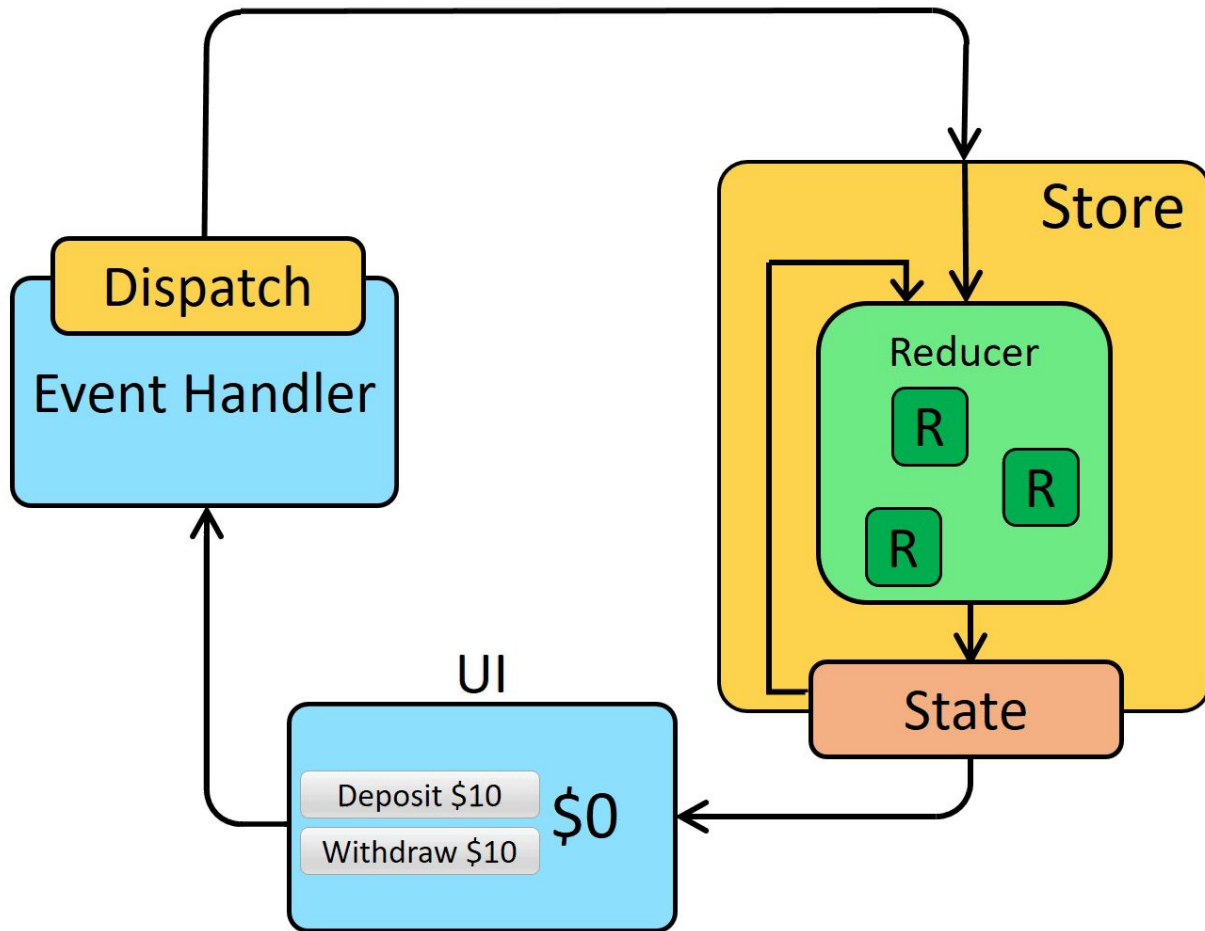 Store
Dispatch
Event Handler
Reducer
R
R
R
UI
State
Deposit $10
$0
Withdraw $10